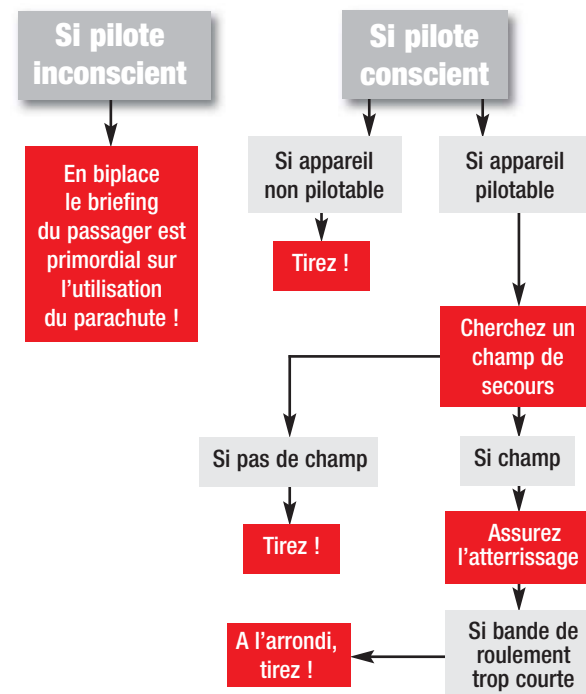 Si pilote
inconscient
En biplace
le briefing
du passager est
primordial sur
l'utilisation
du parachute !
Si pilote
conscient
Si appareil
non pilotable
Tirez !
Si appareil
pilotable
Cherchez un
champ de
secours
Si pas de champ
Tirez !
Si champ
Assurez
l'atterrissage
Si bande de
roulement
trop courte
A l'arrondi,
tirez !